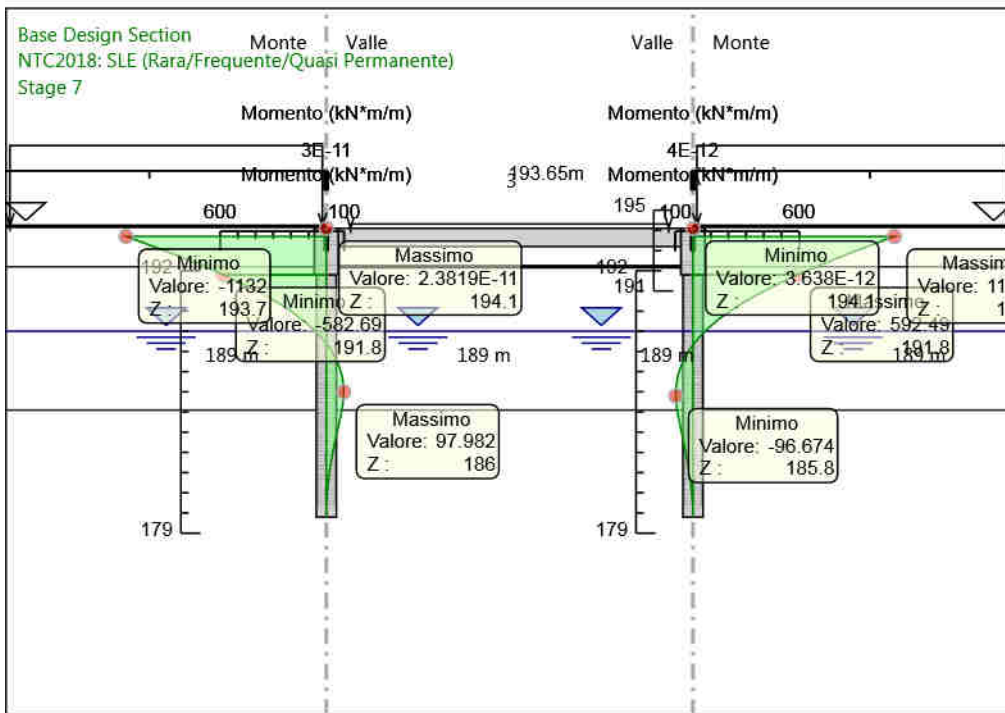 Base Design Section
NTC2018: SLE (Rara/Frequente/Quasi Permanente)
Stage 7
Monte Valle
Valle Monte
Momento (kN*m/m)
Momento (kN*m/m)
3E-11
4E-12
Momento (kN*m/m)
193.65m
Momento (kN*m/m)
3
195
600
100
100
600
192
191
Minimo
Valore: -1132
Z : 193.7
Massimo
Valore: 2.3819E-11
Z : 194.1
Minimo
Valore: 3.638E-12
Z : 194.1
Minimo
Valore: -582.69
Z : 191.8
Valore: 592.49
Z : 191.8
189 m
189 m
189 m
189 m
Massimo
Valore: 97.982
Z : 186
Minimo
Valore: -96.674
Z : 185.8
179
179